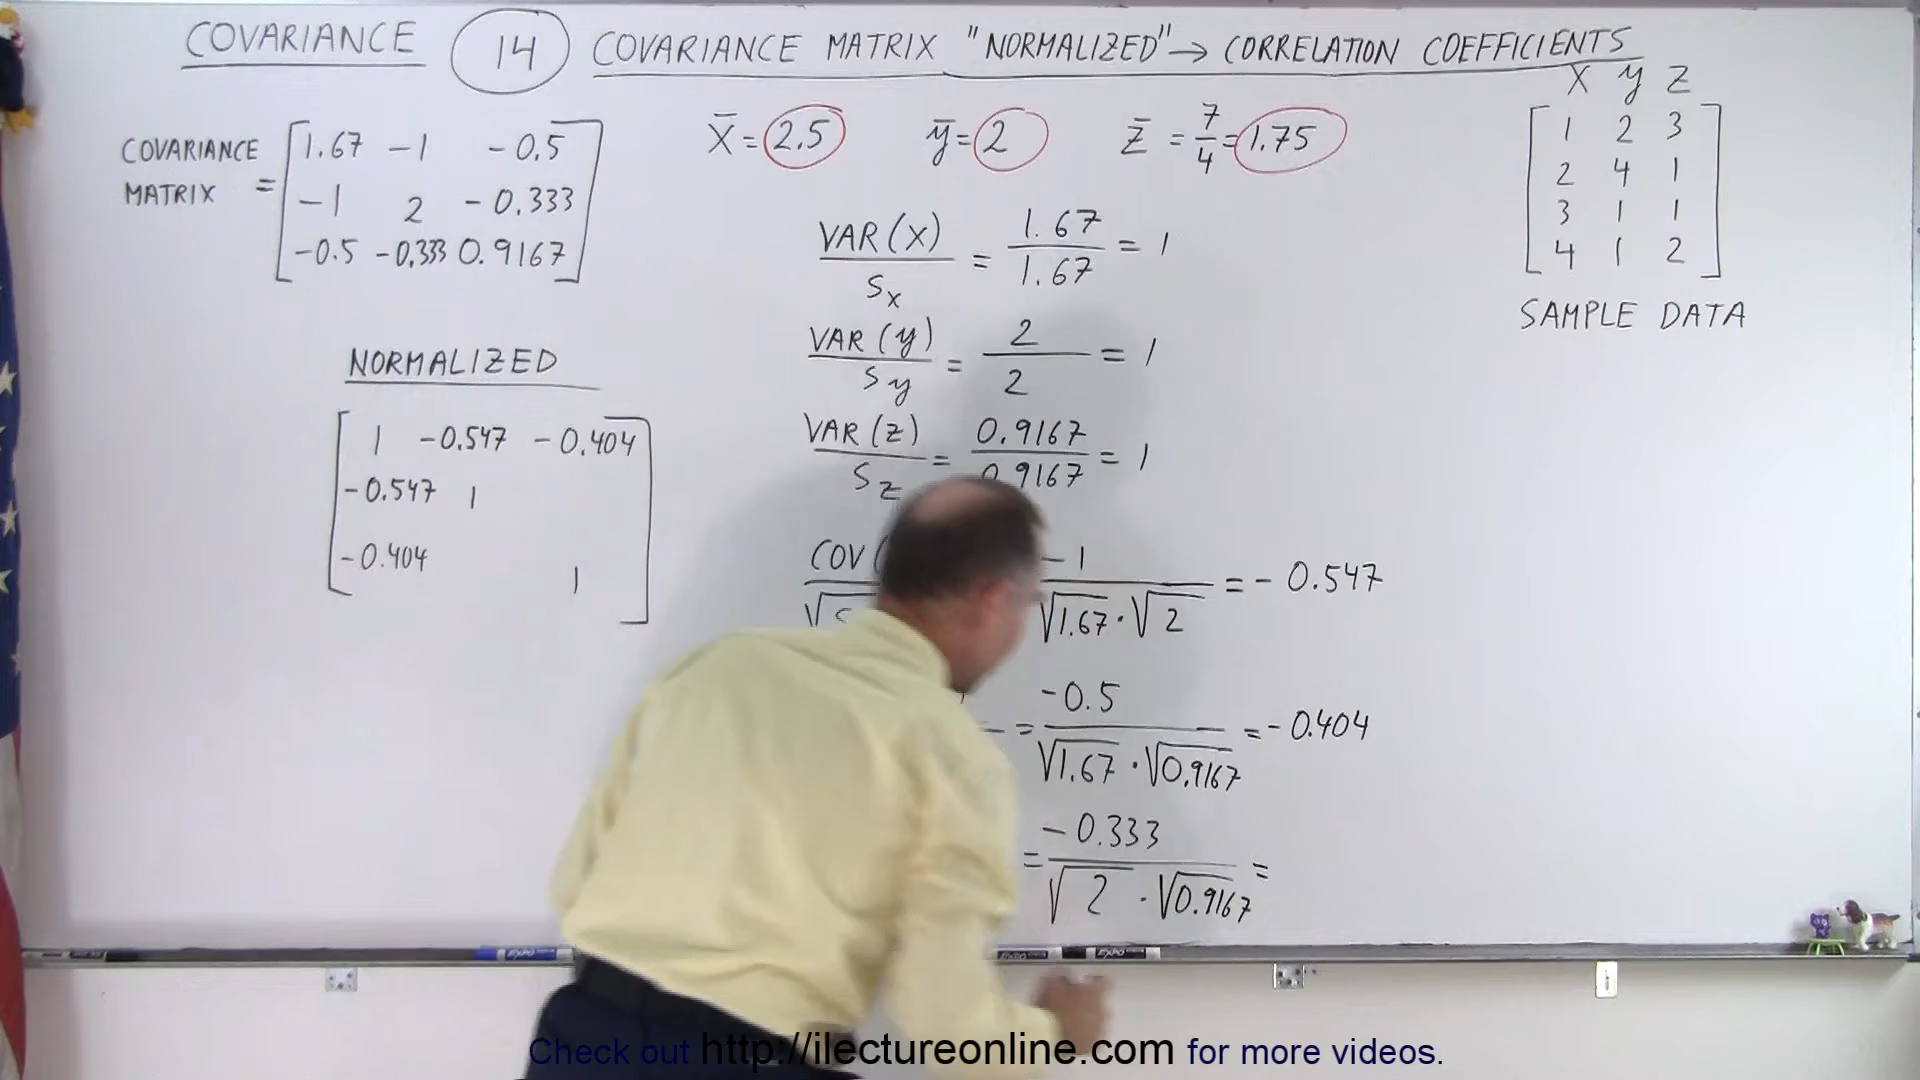 COVARIANCE 14 COVARIANCE MATRIX "NORMALIZED" → CORRELATION COEFFICIENTS
COVARIANCE MATRIX =
1.67 -1 -0.5
-1 2 -0.333
-0.5 -0.333 0.9167
X̄ = 2.5 ȳ = 2 z̄ = 7/4 = 1.75
X y Z
1 2 3
2 4 1
3 1 1
4 1 2
SAMPLE DATA
VAR(X)/Sx = 1.67/1.67 = 1
VAR(y)/Sy = 2/2 = 1
VAR(z)/Sz = 0.9167/0.9167 = 1
NORMALIZED
1 -0.547 -0.404
-0.547 1
-0.404 1
COV( -1/√1.67·√2 = -0.547
= -0.5/√1.67·√0.9167 = -0.404
= -0.333/√2·√0.9167 =
Check out http://ilectureonline.com for more videos.